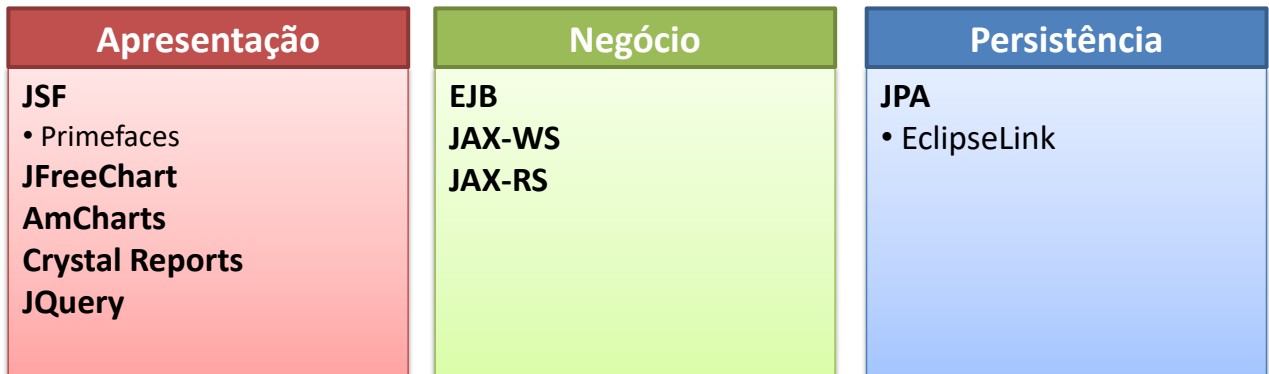 Apresentação
JSF
• Primefaces
JFreeChart
AmCharts
Crystal Reports
JQuery
Negócio
EJB
JAX-WS
JAX-RS
Persistência
JPA
• EclipseLink